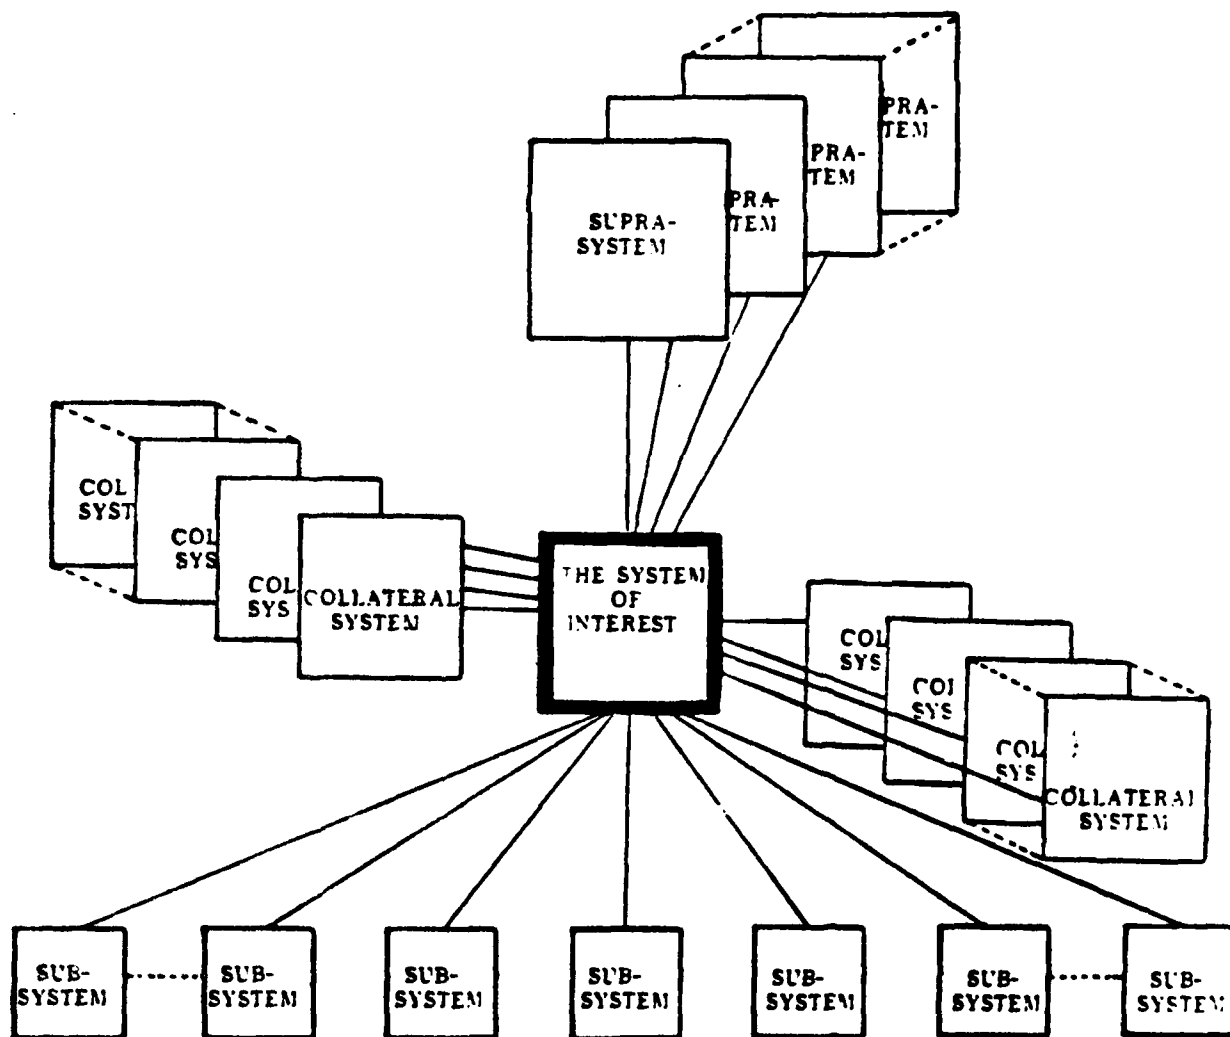 PRA-
TEM
PRA-
TEM
PRA-
TEM
SUPRA-
SYSTEM
COL
SYST
COL
SYS
COL
SYS
COLLATERAL
SYSTEM
THE SYSTEM
OF
INTEREST
COL
SYS
COL
SYS
COL
SYS
COLLATERAL
SYSTEM
SUB-
SYSTEM
SUB-
SYSTEM
SUB-
SYSTEM
SUB-
SYSTEM
SUB-
SYSTEM
SUB-
SYSTEM
SUB-
SYSTEM